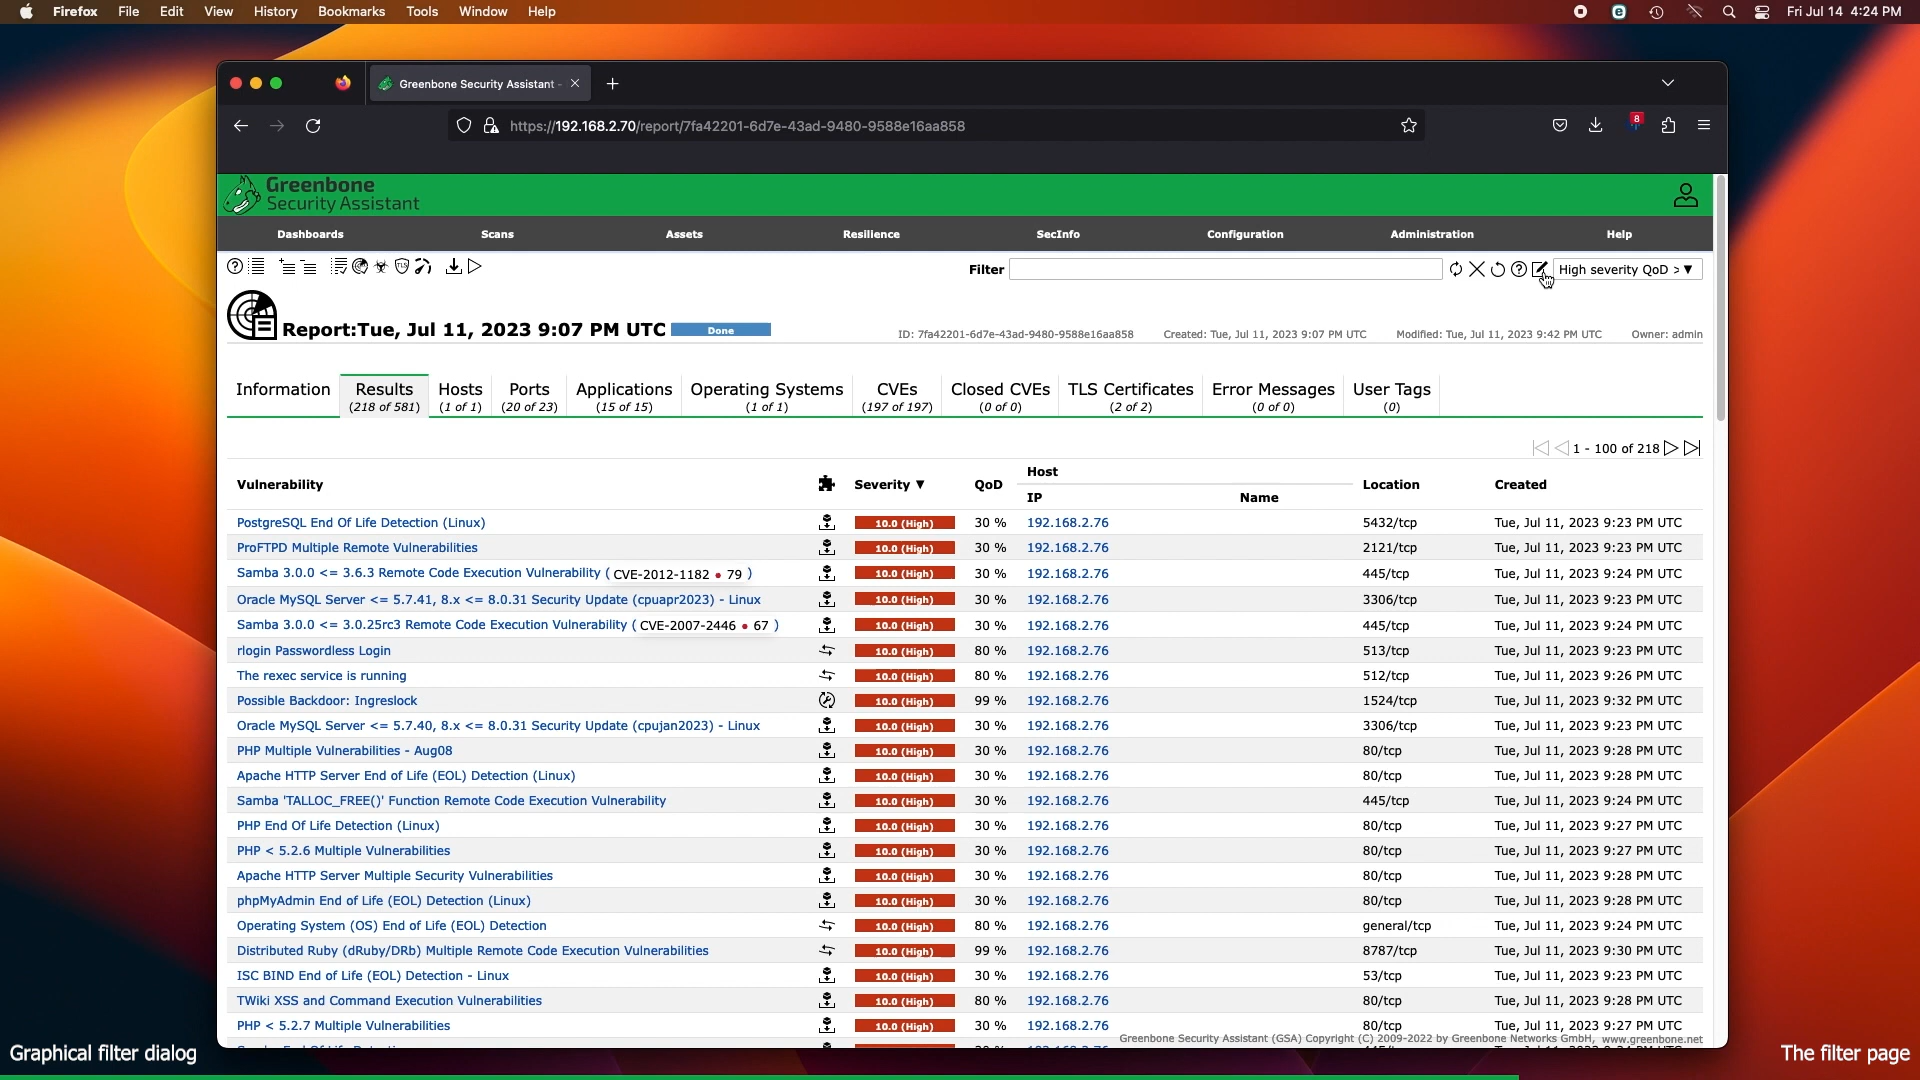 Firefox File Edit View History Bookmarks Tools Window Help
Fri Jul 14 4:24 PM
Greenbone Security Assistant -
8
https://192.168.2.70/report/7fa42201-6d7e-43ad-9480-9588e16aa858
Greenbone
Security Assistant
Dashboards Scans Assets Resilience SecInfo Configuration Administration Help
Filter High severity QoD > ▼
Report:Tue, Jul 11, 2023 9:07 PM UTC Done
ID: 7fa42201-6d7e-43ad-9480-9588e16aa858 Created: Tue, Jul 11, 2023 9:07 PM UTC Modified: Tue, Jul 11, 2023 9:42 PM UTC Owner: admin
Information Results Hosts Ports Applications Operating Systems CVEs Closed CVEs TLS Certificates Error Messages User Tags
(218 of 581) (1 of 1) (20 of 23) (15 of 15) (1 of 1) (197 of 197) (0 of 0) (2 of 2) (0 of 0) (0)
1 - 100 of 218
Host
Vulnerability Severity ▼ QoD Location Created
IP Name
PostgreSQL End Of Life Detection (Linux) 10.0 (High) 30 % 192.168.2.76 5432/tcp Tue, Jul 11, 2023 9:23 PM UTC
ProFTPD Multiple Remote Vulnerabilities 10.0 (High) 30 % 192.168.2.76 2121/tcp Tue, Jul 11, 2023 9:23 PM UTC
Samba 3.0.0 <= 3.6.3 Remote Code Execution Vulnerability ( CVE-2012-1182 • 79 ) 10.0 (High) 30 % 192.168.2.76 445/tcp Tue, Jul 11, 2023 9:24 PM UTC
Oracle MySQL Server <= 5.7.41, 8.x <= 8.0.31 Security Update (cpuapr2023) - Linux 10.0 (High) 30 % 192.168.2.76 3306/tcp Tue, Jul 11, 2023 9:23 PM UTC
Samba 3.0.0 <= 3.0.25rc3 Remote Code Execution Vulnerability ( CVE-2007-2446 • 67 ) 10.0 (High) 30 % 192.168.2.76 445/tcp Tue, Jul 11, 2023 9:24 PM UTC
rlogin Passwordless Login 10.0 (High) 80 % 192.168.2.76 513/tcp Tue, Jul 11, 2023 9:23 PM UTC
The rexec service is running 10.0 (High) 80 % 192.168.2.76 512/tcp Tue, Jul 11, 2023 9:26 PM UTC
Possible Backdoor: Ingreslock 10.0 (High) 99 % 192.168.2.76 1524/tcp Tue, Jul 11, 2023 9:32 PM UTC
Oracle MySQL Server <= 5.7.40, 8.x <= 8.0.31 Security Update (cpujan2023) - Linux 10.0 (High) 30 % 192.168.2.76 3306/tcp Tue, Jul 11, 2023 9:23 PM UTC
PHP Multiple Vulnerabilities - Aug08 10.0 (High) 30 % 192.168.2.76 80/tcp Tue, Jul 11, 2023 9:28 PM UTC
Apache HTTP Server End of Life (EOL) Detection (Linux) 10.0 (High) 30 % 192.168.2.76 80/tcp Tue, Jul 11, 2023 9:28 PM UTC
Samba 'TALLOC_FREE()' Function Remote Code Execution Vulnerability 10.0 (High) 30 % 192.168.2.76 445/tcp Tue, Jul 11, 2023 9:24 PM UTC
PHP End Of Life Detection (Linux) 10.0 (High) 30 % 192.168.2.76 80/tcp Tue, Jul 11, 2023 9:27 PM UTC
PHP < 5.2.6 Multiple Vulnerabilities 10.0 (High) 30 % 192.168.2.76 80/tcp Tue, Jul 11, 2023 9:27 PM UTC
Apache HTTP Server Multiple Security Vulnerabilities 10.0 (High) 30 % 192.168.2.76 80/tcp Tue, Jul 11, 2023 9:28 PM UTC
phpMyAdmin End of Life (EOL) Detection (Linux) 10.0 (High) 30 % 192.168.2.76 80/tcp Tue, Jul 11, 2023 9:28 PM UTC
Operating System (OS) End of Life (EOL) Detection 10.0 (High) 80 % 192.168.2.76 general/tcp Tue, Jul 11, 2023 9:24 PM UTC
Distributed Ruby (dRuby/DRb) Multiple Remote Code Execution Vulnerabilities 10.0 (High) 99 % 192.168.2.76 8787/tcp Tue, Jul 11, 2023 9:30 PM UTC
ISC BIND End of Life (EOL) Detection - Linux 10.0 (High) 30 % 192.168.2.76 53/tcp Tue, Jul 11, 2023 9:23 PM UTC
TWiki XSS and Command Execution Vulnerabilities 10.0 (High) 80 % 192.168.2.76 80/tcp Tue, Jul 11, 2023 9:28 PM UTC
PHP < 5.2.7 Multiple Vulnerabilities 10.0 (High) 30 % 192.168.2.76 80/tcp Tue, Jul 11, 2023 9:27 PM UTC
Greenbone Security Assistant (GSA) Copyright (C) 2009-2022 by Greenbone Networks GmbH, www.greenbone.net
Graphical filter dialog
The filter page